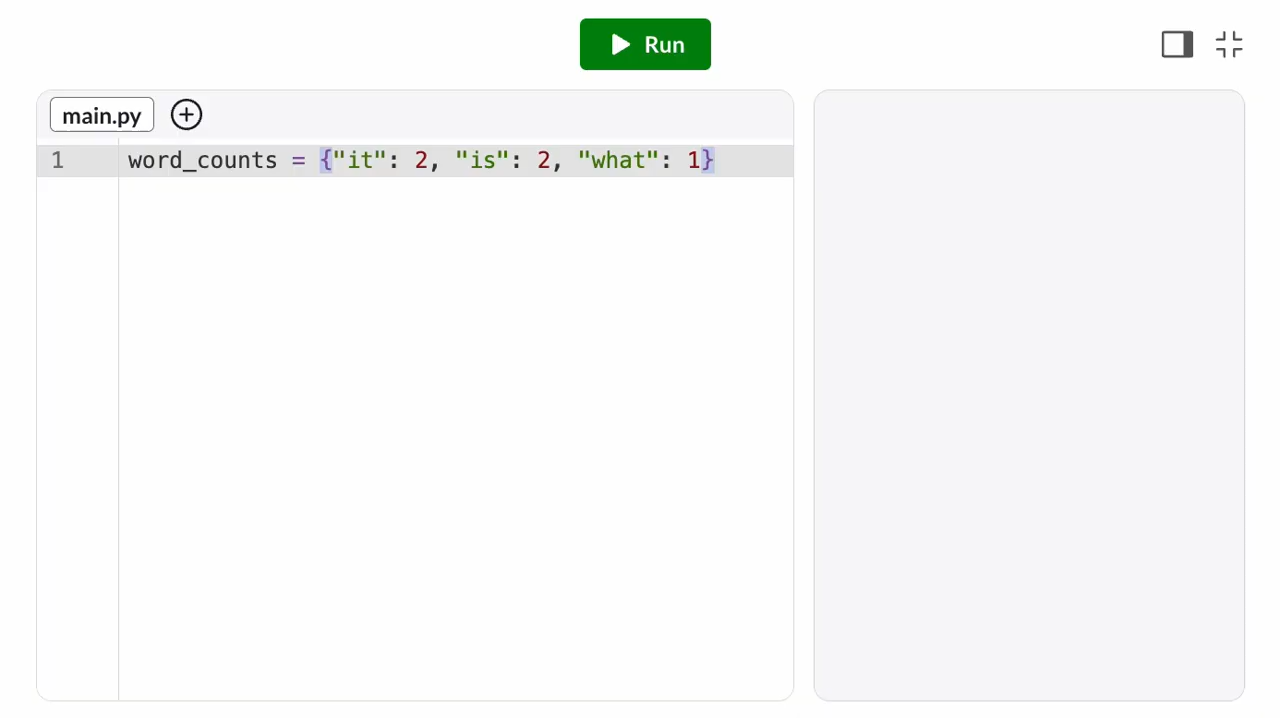 Run
main.py
1 word_counts = {"it": 2, "is": 2, "what": 1}